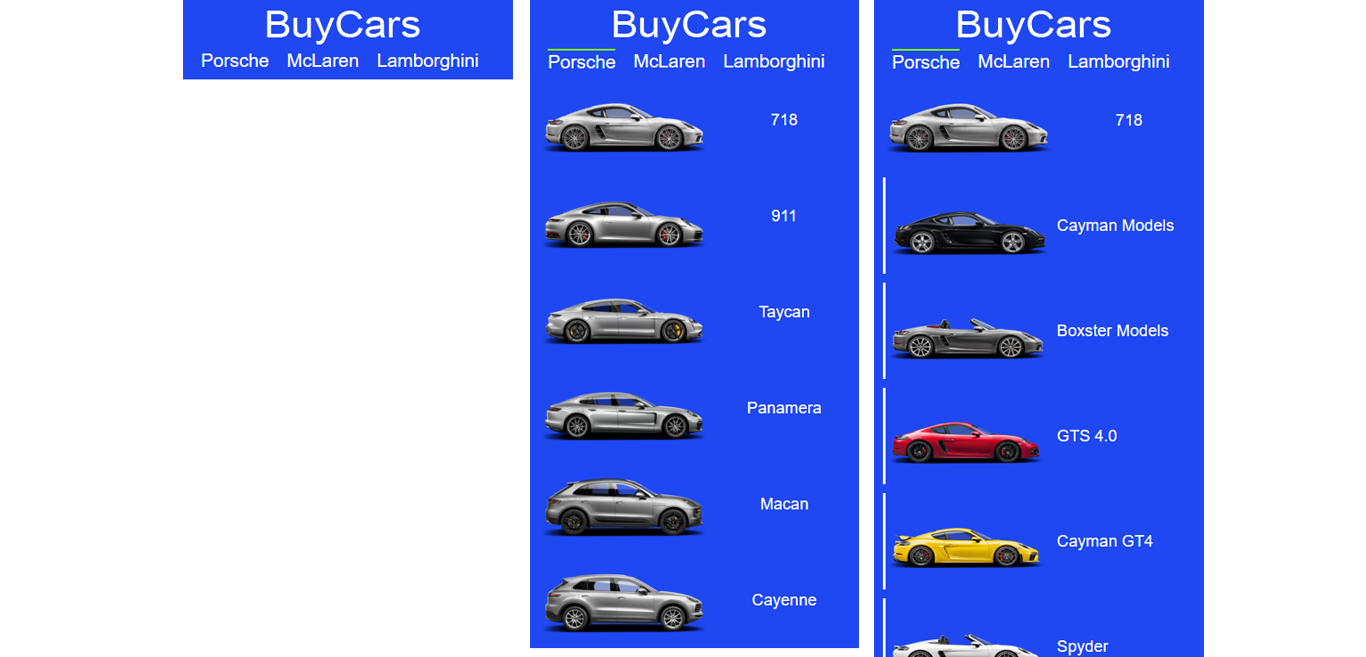 BuyCars
Porsche McLaren Lamborghini
BuyCars
Porsche McLaren Lamborghini
718
911
Taycan
Panamera
Macan
Cayenne
BuyCars
Porsche McLaren Lamborghini
718
Cayman Models
Boxster Models
GTS 4.0
Cayman GT4
Spyder